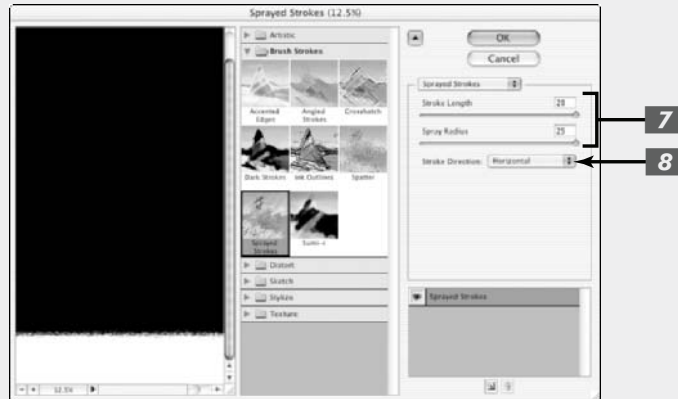 Sprayed Strokes (12.5%)
Artistic
Brush Strokes
Accented Edges
Angled Strokes
Crosshatch
Dark Strokes
Ink Outlines
Spatter
Sprayed Strokes
Sumi-e
Distort
Sketch
Stylize
Texture
12.5%
OK
Cancel
Sprayed Strokes
Stroke Length 20
Spray Radius 25
7
Stroke Direction: Horizontal
8
Sprayed Strokes